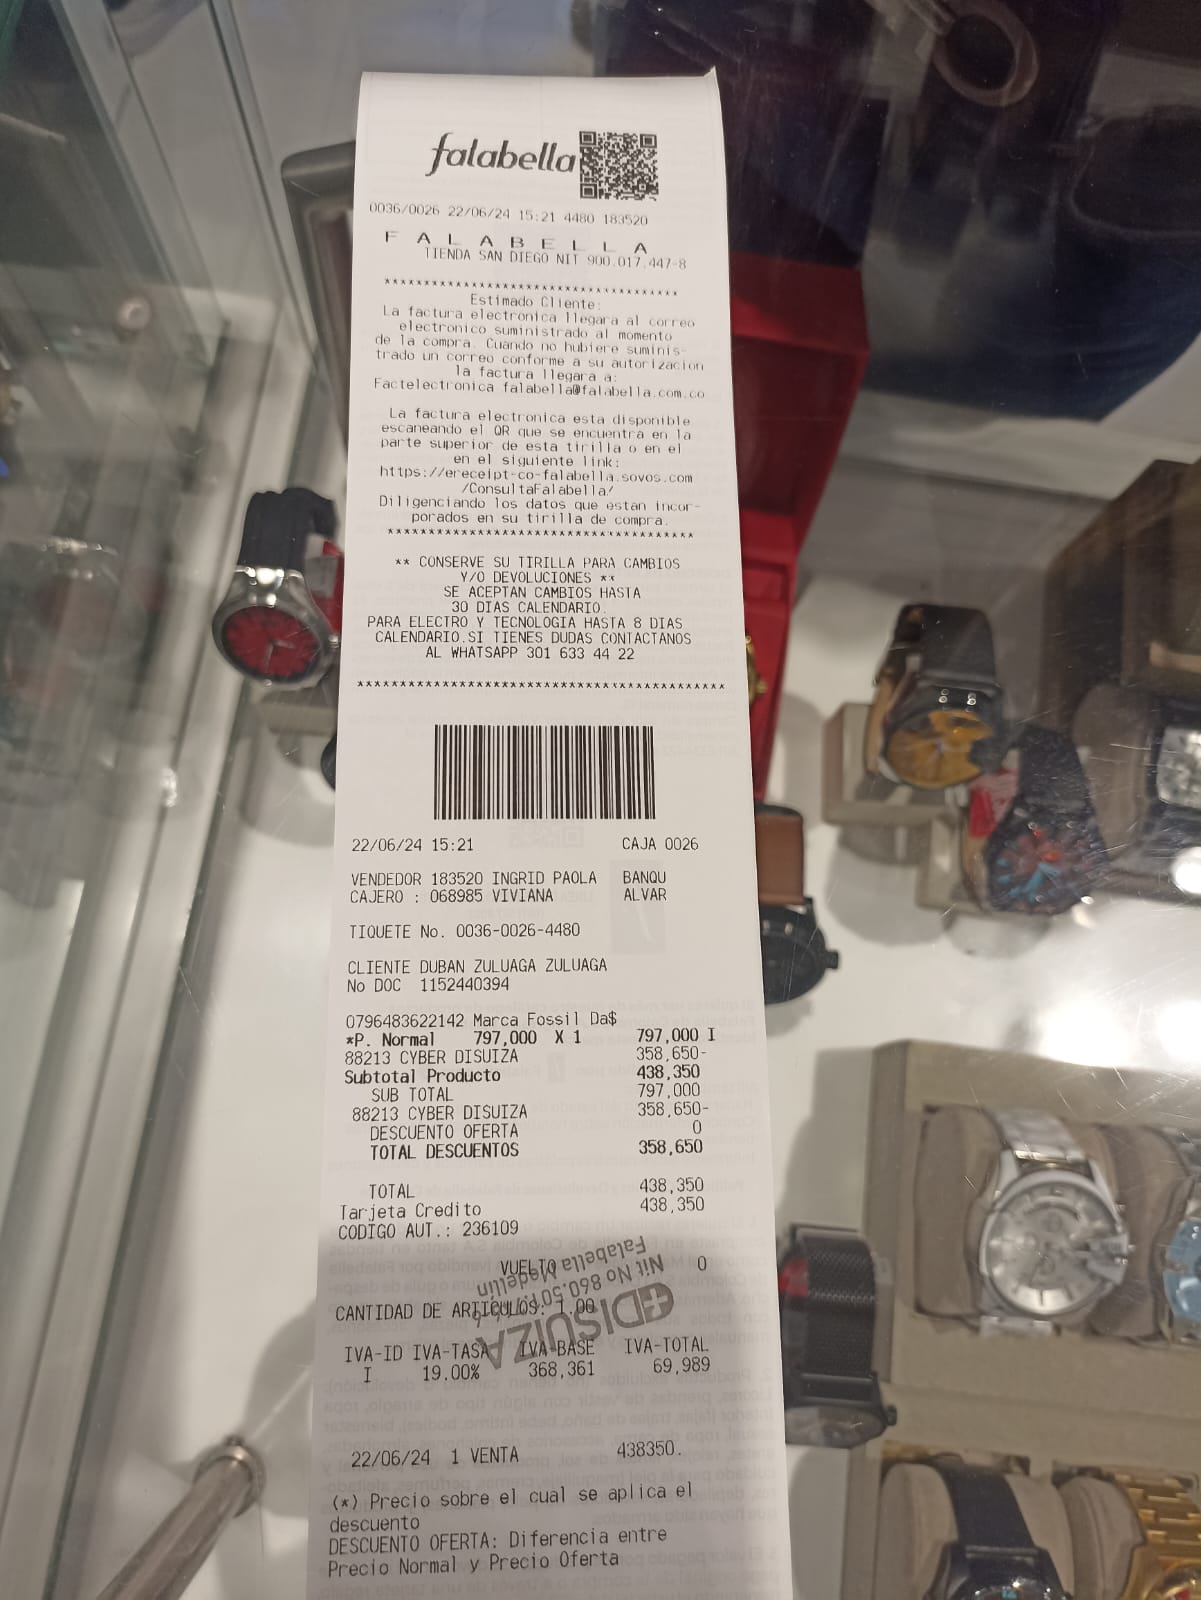 falabella
0036/0026 22/06/24 15:21 4480 183520
F A L A B E L L A
TIENDA SAN DIEGO NIT 900.017.447-8
***************************************
Estimado Cliente:
La factura electronica llegara al correo
electronico suministrado al momento
de la compra. Cuando no hubiere suminis-
trado un correo conforme a su autorizacion
la factura llegara a:
Factelectronica falabella@falabella.com.co
La factura electronica esta disponible
escaneando el QR que se encuentra en la
parte superior de esta tirilla o en el
en el siguiente link:
https://ereceipt-co-falabella.sovos.com
/ConsultaFalabella/
Diligenciando los datos que estan incor-
porados en su tirilla de compra.
***************************************
** CONSERVE SU TIRILLA PARA CAMBIOS
Y/O DEVOLUCIONES **
SE ACEPTAN CAMBIOS HASTA
30 DIAS CALENDARIO.
PARA ELECTRO Y TECNOLOGIA HASTA 8 DIAS
CALENDARIO.SI TIENES DUDAS CONTACTANOS
AL WHATSAPP 301 633 44 22
********************************************
22/06/24 15:21 CAJA 0026
VENDEDOR 183520 INGRID PAOLA BANQU
CAJERO : 068985 VIVIANA ALVAR
TIQUETE No. 0036-0026-4480
CLIENTE DUBAN ZULUAGA ZULUAGA
No DOC 1152440394
0796483622142 Marca Fossil Da$
*P. Normal 797,000 X 1 797,000 I
88213 CYBER DISUIZA 358,650-
Subtotal Producto 438,350
SUB TOTAL 797,000
88213 CYBER DISUIZA 358,650-
DESCUENTO OFERTA 0
TOTAL DESCUENTOS 358,650
TOTAL 438,350
Tarjeta Credito 438,350
CODIGO AUT.: 236109
VUELTO 0
CANTIDAD DE ARTICULOS: 1.00
DISUIZA
Nit No 860.50
Falabella Medellín
IVA-ID IVA-TASA IVA-BASE IVA-TOTAL
I 19.00% 368,361 69,989
22/06/24 1 VENTA 438350.
(*) Precio sobre el cual se aplica el
descuento
DESCUENTO OFERTA: Diferencia entre
Precio Normal y Precio Oferta